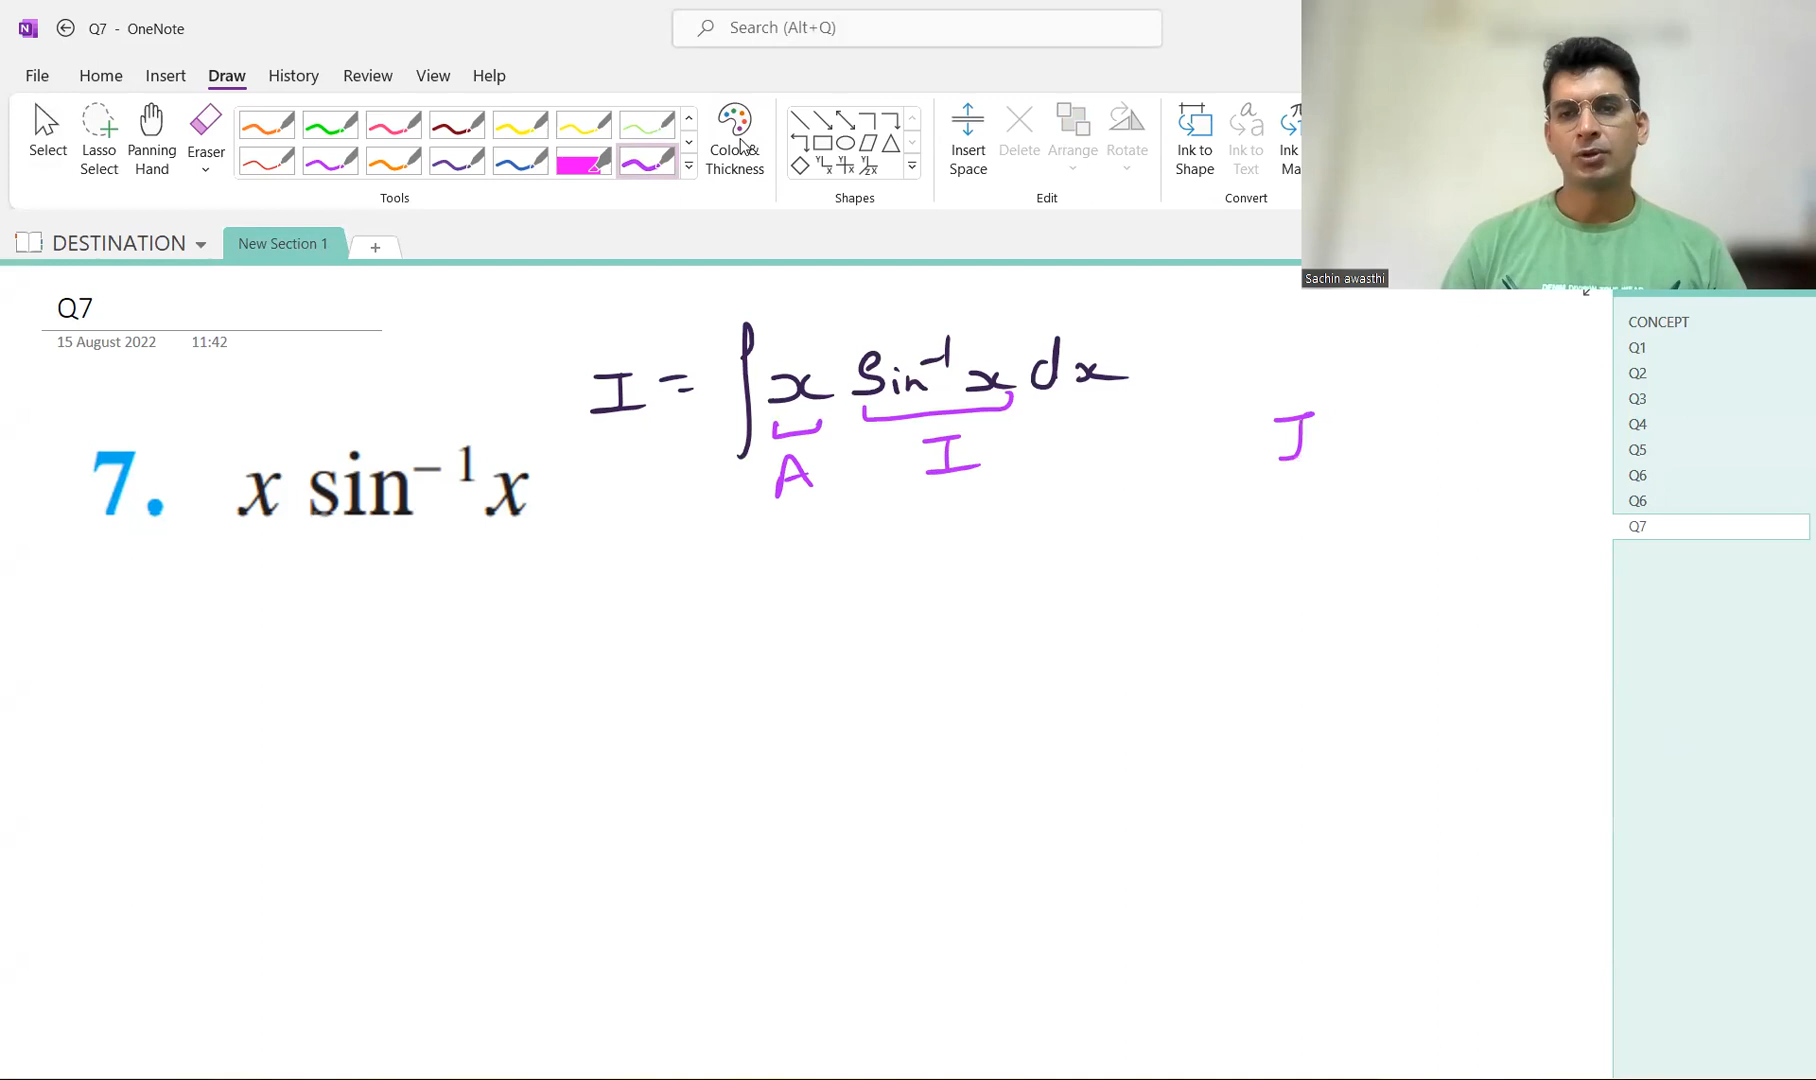 Q7 - OneNote
Search (Alt+Q)
File Home Insert Draw History Review View Help
Select
Lasso Select
Panning Hand
Eraser
Color & Thickness
Insert Space
Delete
Arrange
Rotate
Ink to Shape
Ink to Text
Ink
Tools
Shapes
Edit
Convert
DESTINATION
New Section 1
+
Sachin awasthi
Q7
15 August 2022 11:42
I = ∫ x sin⁻¹ x dx
A I
7. x sin⁻¹ x
CONCEPT
Q1
Q2
Q3
Q4
Q5
Q6
Q6
Q7